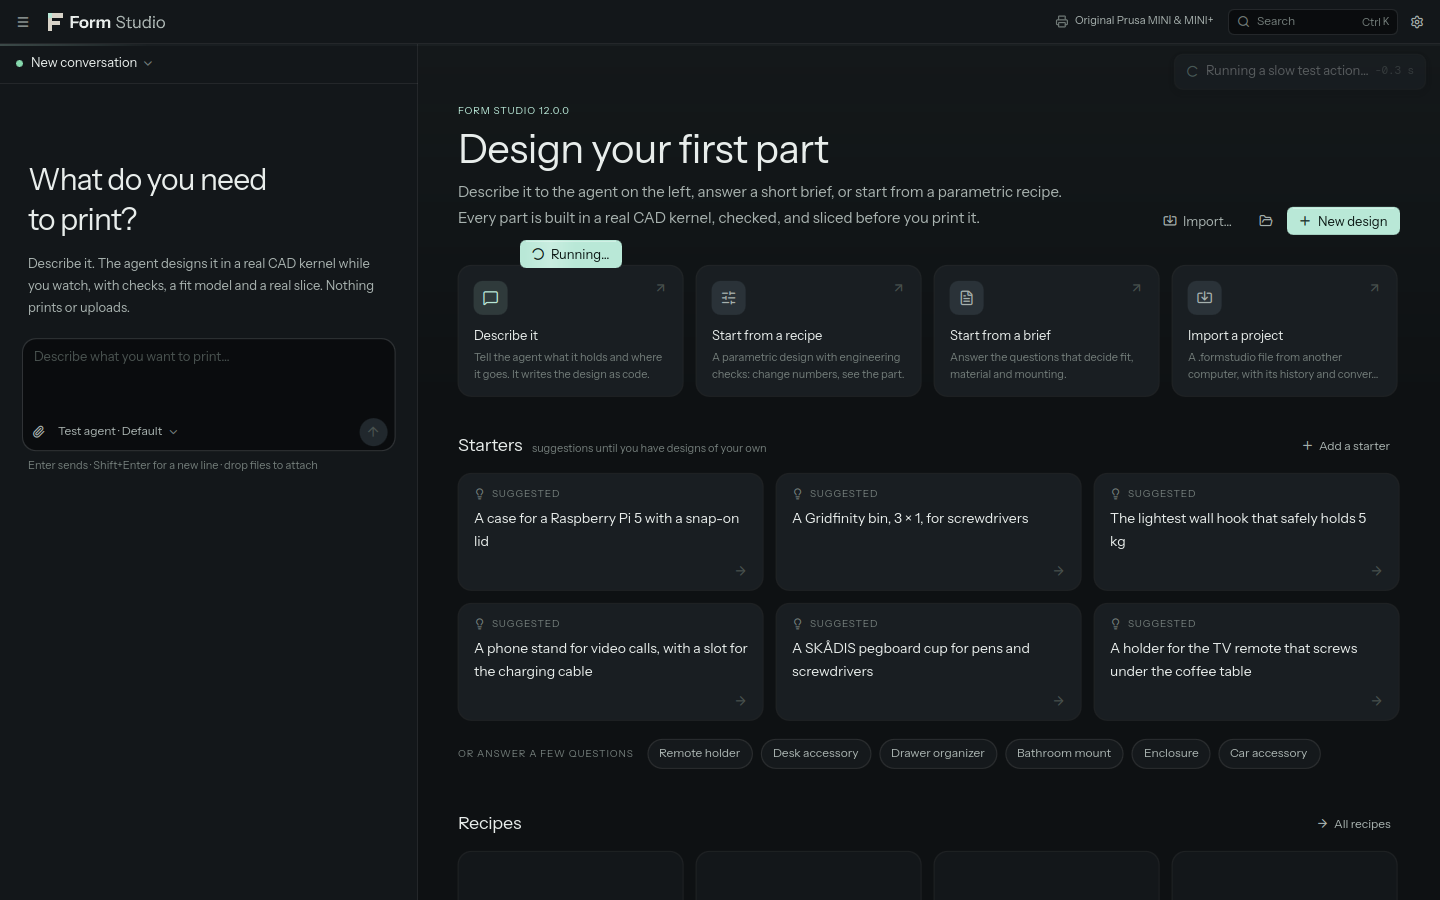 Form Studio
Original Prusa MINI & MINI+
Search
Ctrl K
New conversation
Running a slow test action... -0.3 s
What do you need
to print?
Describe it. The agent designs it in a real CAD kernel while
you watch, with checks, a fit model and a real slice. Nothing
prints or uploads.
Describe what you want to print...
Test agent · Default
Enter sends · Shift+Enter for a new line · drop files to attach
FORM STUDIO 12.0.0
Design your first part
Describe it to the agent on the left, answer a short brief, or start from a parametric recipe.
Every part is built in a real CAD kernel, checked, and sliced before you print it.
Import...
New design
Running...
Describe it
Tell the agent what it holds and where
it goes. It writes the design as code.
Start from a recipe
A parametric design with engineering
checks: change numbers, see the part.
Start from a brief
Answer the questions that decide fit,
material and mounting.
Import a project
A .formstudio file from another
computer, with its history and conver...
Starters
suggestions until you have designs of your own
Add a starter
SUGGESTED
A case for a Raspberry Pi 5 with a snap-on
lid
SUGGESTED
A Gridfinity bin, 3 × 1, for screwdrivers
SUGGESTED
The lightest wall hook that safely holds 5
kg
SUGGESTED
A phone stand for video calls, with a slot for
the charging cable
SUGGESTED
A SKÅDIS pegboard cup for pens and
screwdrivers
SUGGESTED
A holder for the TV remote that screws
under the coffee table
OR ANSWER A FEW QUESTIONS
Remote holder
Desk accessory
Drawer organizer
Bathroom mount
Enclosure
Car accessory
Recipes
All recipes